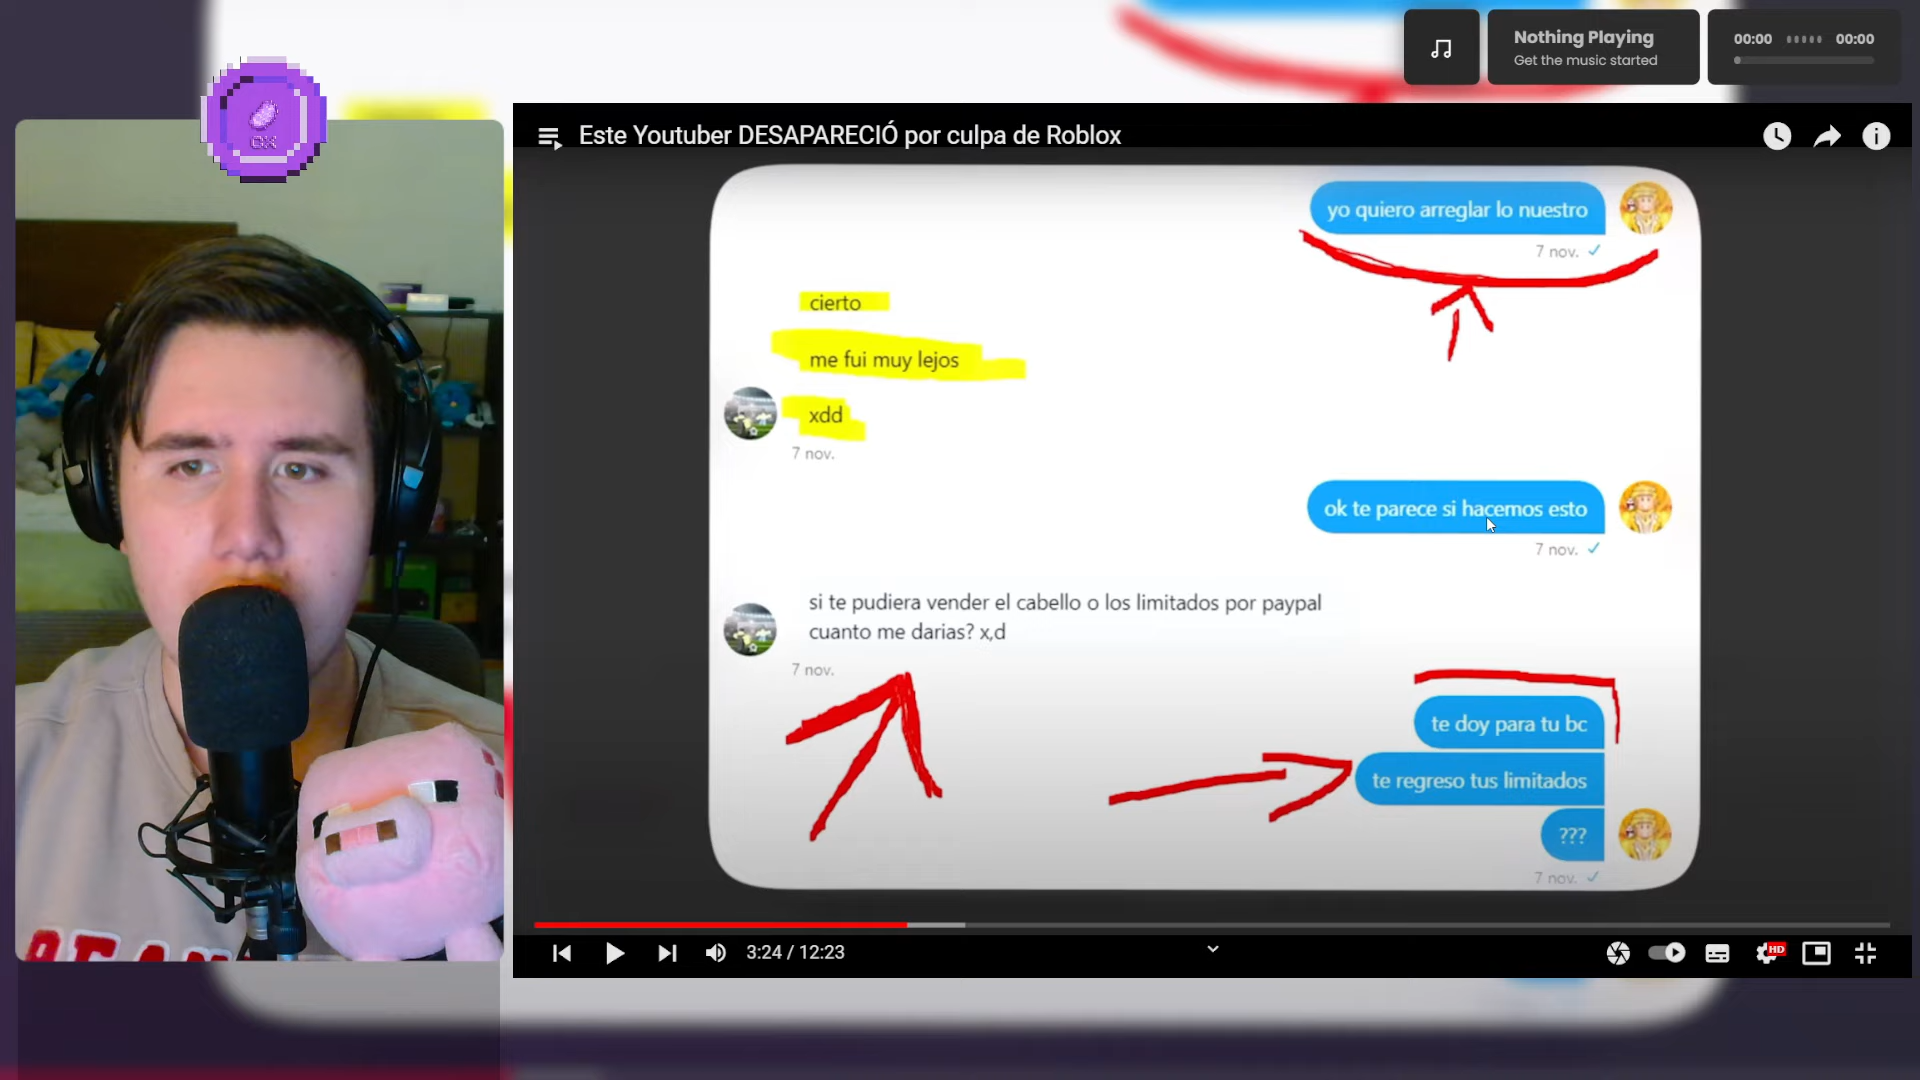 Nothing Playing
Get the music started
00:00 00:00
Este Youtuber DESAPARECIÓ por culpa de Roblox
yo quiero arreglar lo nuestro
7 nov.
cierto
me fui muy lejos
xdd
7 nov.
ok te parece si hacemos esto
7 nov.
si te pudiera vender el cabello o los limitados por paypal
cuanto me darias? x,d
7 nov.
te doy para tu bc
te regreso tus limitados
???
7 nov.
3:24 / 12:23
HD